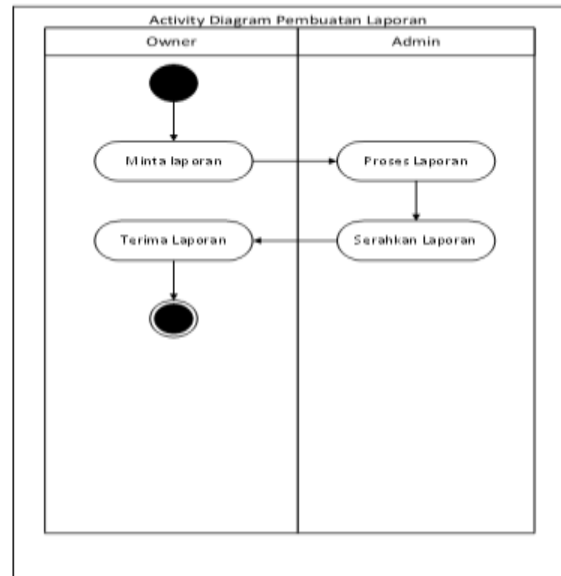 Activity Diagram Pembuatan Laporan
Owner
Admin
Minta laporan
Proses Laporan
Terima Laporan
Serahkan Laporan